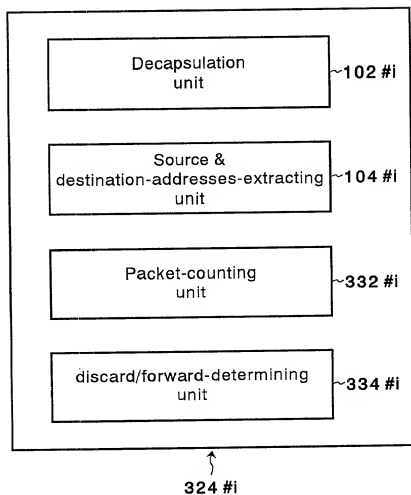 Decapsulation
unit
102 #i
Source &
destination-addresses-extracting
unit
104 #i
Packet-counting
unit
332 #i
discard/forward-determining
unit
334 #i
324 #i